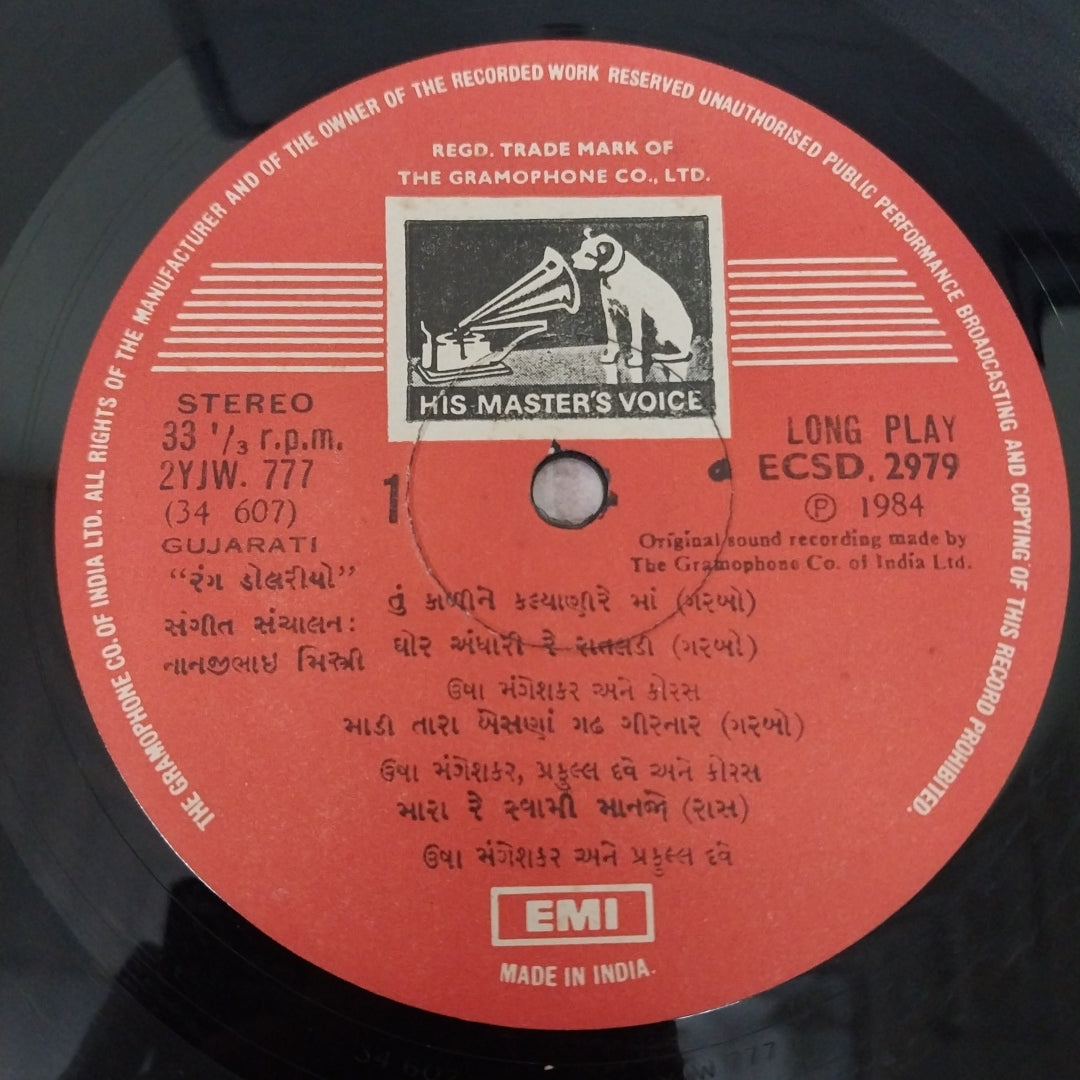 THE GRAMOPHONE CO. OF INDIA LTD. ALL RIGHTS OF THE MANUFACTURER AND OF THE OWNER OF THE RECORDED WORK RESERVED UNAUTHORISED PUBLIC PERFORMANCE BROADCASTING AND COPYING OF THIS RECORD PROHIBITED.
REGD. TRADE MARK OF
THE GRAMOPHONE CO., LTD.
HIS MASTER'S VOICE
STEREO
33 1/3 r.p.m.
2YJW. 777
(34 607)
GUJARATI
1
LONG PLAY
ECSD. 2979
Ⓟ 1984
Original sound recording made by
The Gramophone Co. of India Ltd.
"રંગ ડોલરીયો"
સંગીત સંચાલન:
નાનજીભાઇ મિસ્ત્રી
તું કાળીને કલ્યાણીરે માં (ગરબો)
ઘોર અંધારી રે રાતલડી (ગરબો)
ઉષા મંગેશકર અને કોરસ
માડી તારા બેસણાં ગઢ ગીરનાર (ગરબો)
ઉષા મંગેશકર, પ્રફુલ્લ દવે અને કોરસ
મારા રે સ્વામી માનજો (રાસ)
ઉષા મંગેશકર અને પ્રફુલ્લ દવે
EMI
MADE IN INDIA.